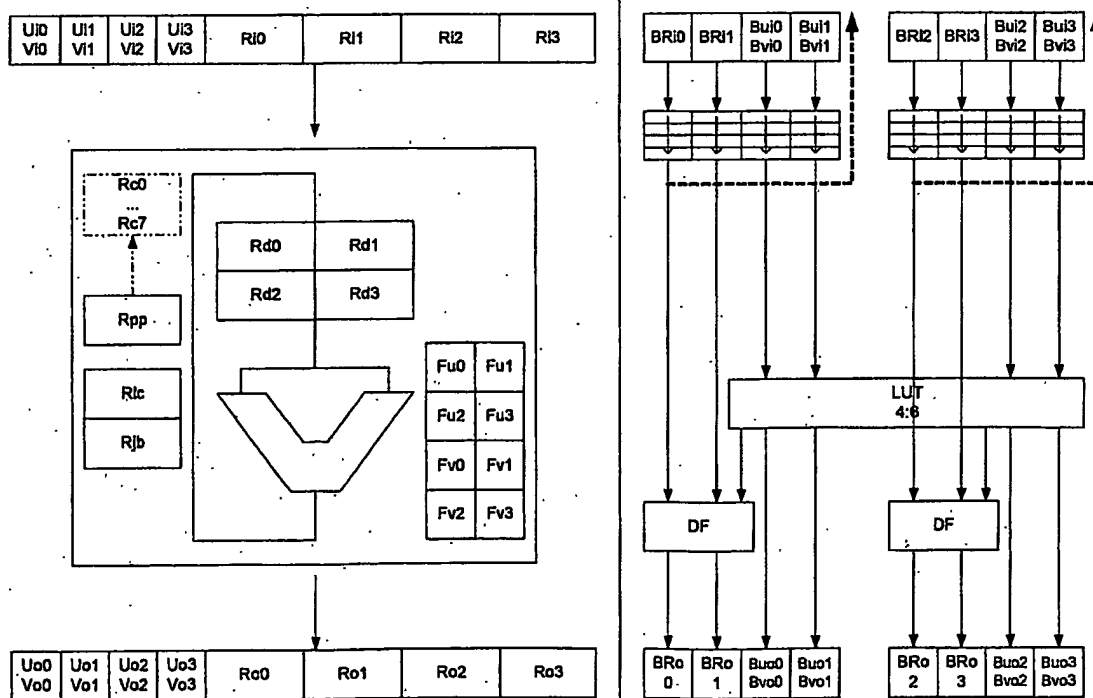 Ui0 Ui1 Ui2 Ui3
Vi0 Vi1 Vi2 Vi3
Ri0 Ri1 Ri2 Ri3
Rc0
...
Rc7
Rpp
Rlc
Rjb
Rd0 Rd1
Rd2 Rd3
Fu0 Fu1
Fu2 Fu3
Fv0 Fv1
Fv2 Fv3
Uo0 Uo1 Uo2 Uo3
Vo0 Vo1 Vo2 Vo3
Ro0 Ro1 Ro2 Ro3
BRi0 BRi1
Bui0 Bui1
Bvi0 Bvi1
BRi2 BRi3
Bui2 Bui3
Bvi2 Bvi3
LUT
4:6
DF
DF
BRo BRo
0 1
Buo0 Buo1
Bvo0 Bvo1
BRo BRo
2 3
Buo2 Buo3
Bvo2 Bvo3